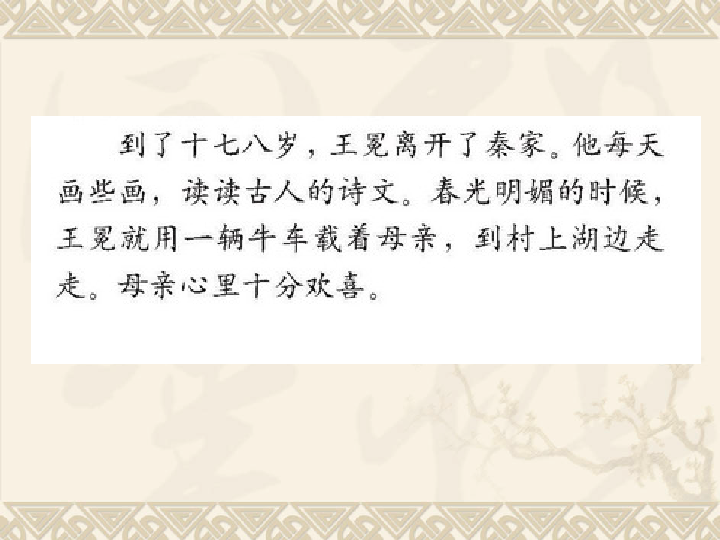 到了十七八岁，王冕离开了秦家。他每天
画些画，读读古人的诗文。春光明媚的时候，
王冕就用一辆牛车载着母亲，到村上湖边走
走。母亲心里十分欢喜。